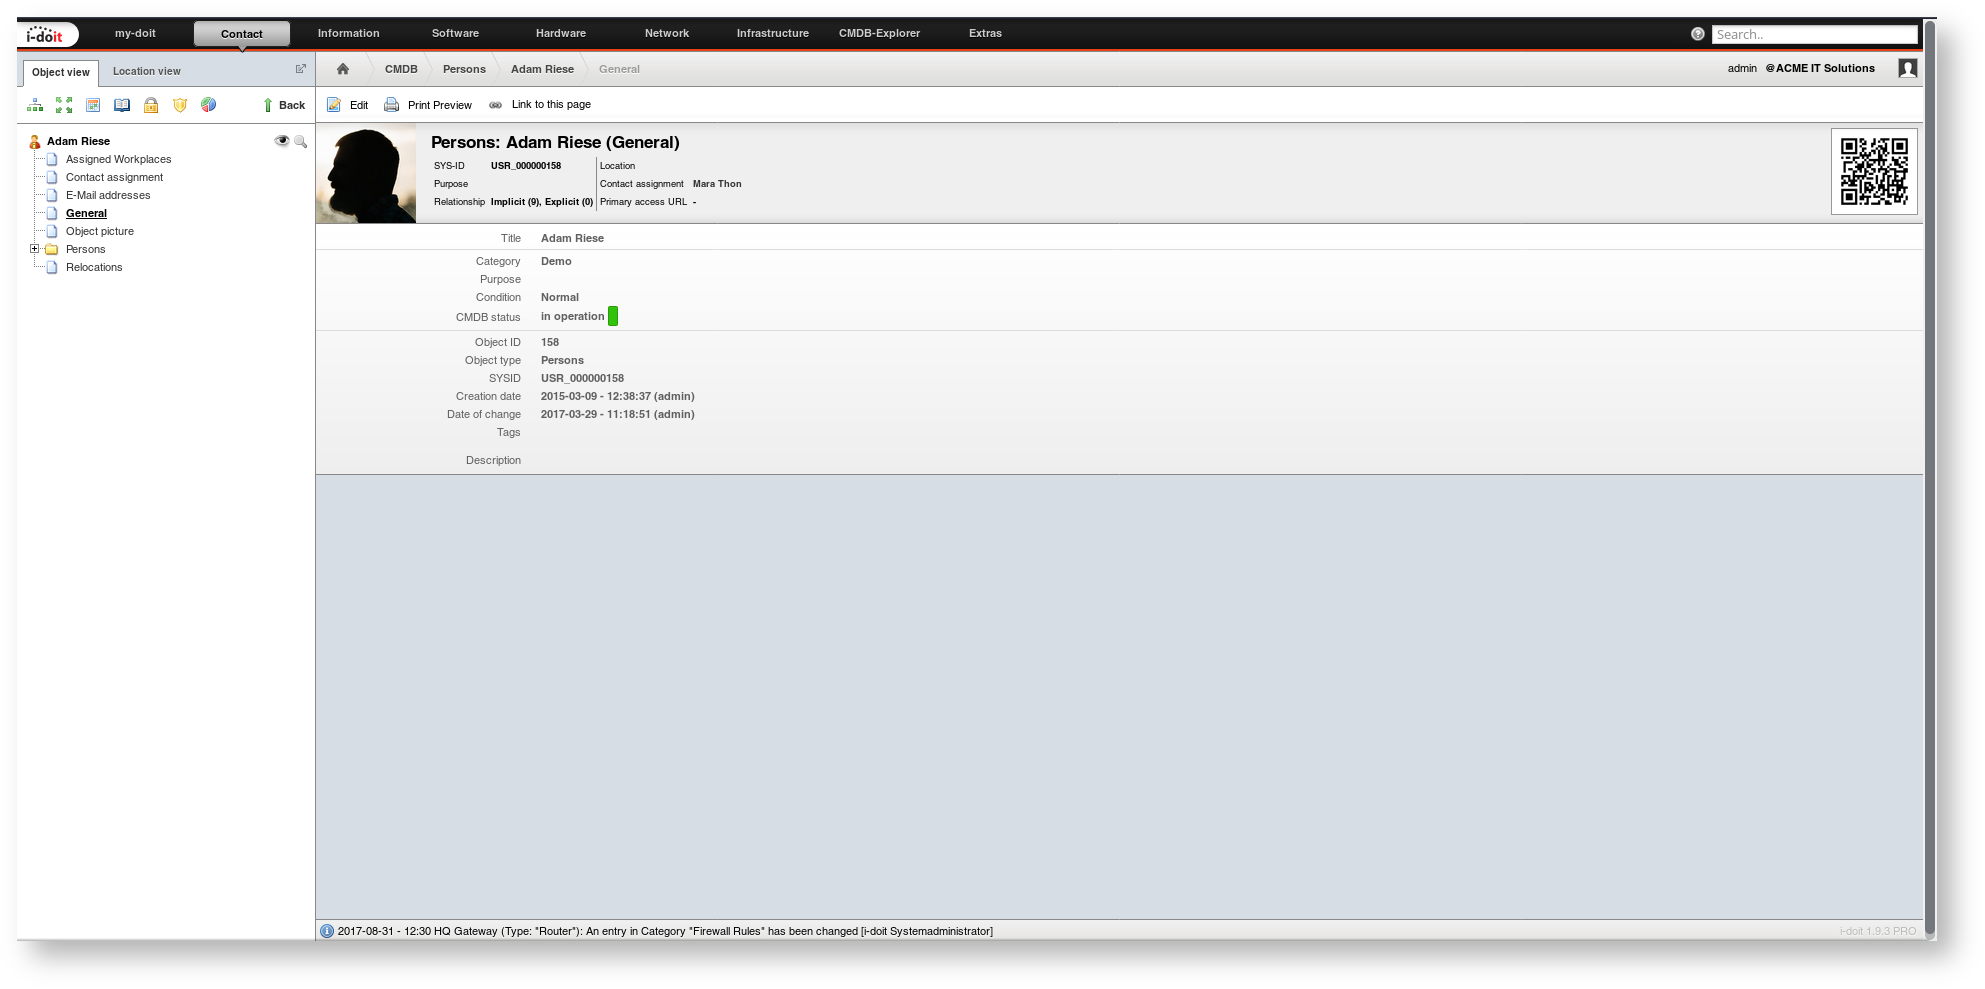 i-doit my-doit Contact Information Software Hardware Network Infrastructure CMDB-Explorer Extras Search..
Object view Location view
CMDB Persons Adam Riese General admin @ACME IT Solutions
Back
Edit Print Preview Link to this page
Adam Riese
Assigned Workplaces
Contact assignment
E-Mail addresses
General
Object picture
Persons
Relocations
Persons: Adam Riese (General)
SYS-ID USR_000000158 Location
Purpose Contact assignment Mara Thon
Relationship Implicit (9), Explicit (0) Primary access URL -
Title Adam Riese
Category Demo
Purpose
Condition Normal
CMDB status in operation
Object ID 158
Object type Persons
SYSID USR_000000158
Creation date 2015-03-09 - 12:38:37 (admin)
Date of change 2017-03-29 - 11:18:51 (admin)
Tags
Description
2017-08-31 - 12:30 HQ Gateway (Type: "Router"): An entry in Category "Firewall Rules" has been changed [i-doit Systemadministrator] i-doit 1.9.3 PRO